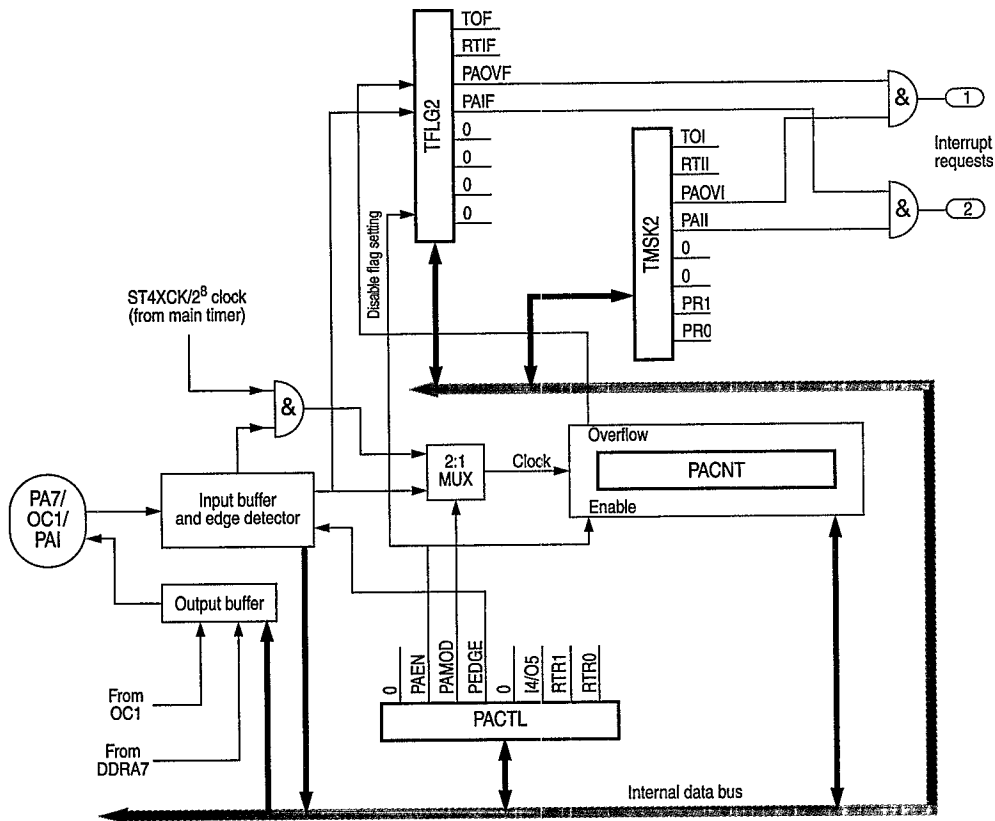 TOF
RTIF
PAOVF
PAIF
0
0
0
0
TFLG2
&
1
Interrupt
requests
&
2
TOI
RTII
PAOVI
PAII
0
0
PR1
PR0
TMSK2
Disable flag setting
ST4XCK/2⁸ clock
(from main timer)
&
2:1
MUX
Clock
Overflow
PACNT
Enable
PA7/
OC1/
PAI
Input buffer
and edge detector
Output buffer
From
OC1
From
DDRA7
0
PAEN
PAMOD
PEDGE
0
I4/O5
RTR1
RTR0
PACTL
Internal data bus